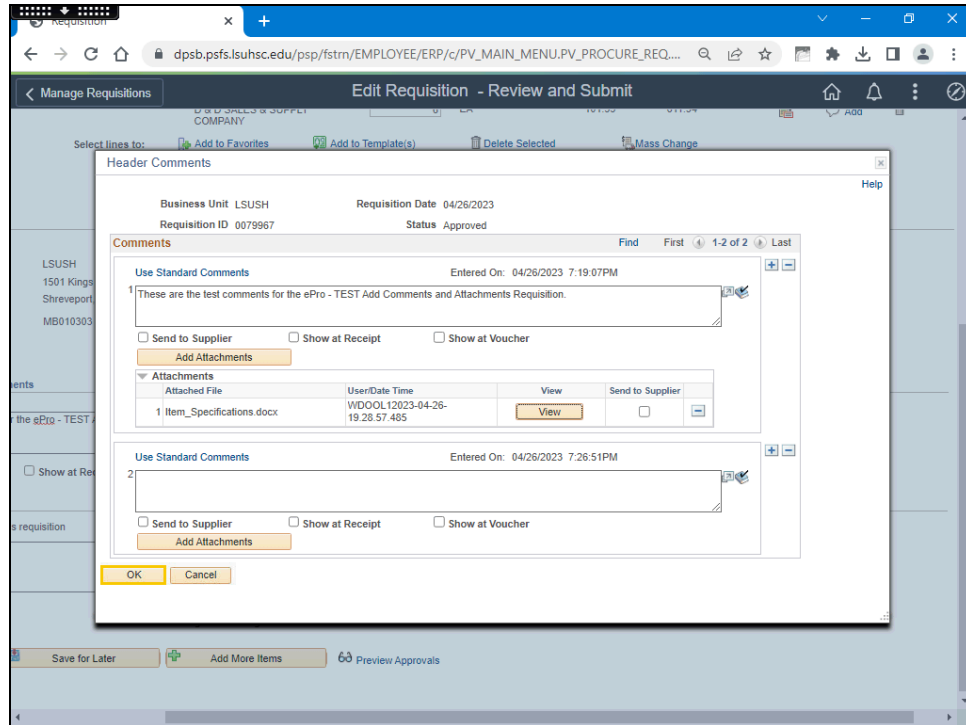 Requisition
dpsb.psfs.lsuhsc.edu/psp/fstrn/EMPLOYEE/ERP/c/PV_MAIN_MENU.PV_PROCURE_REQ....
Manage Requisitions
Edit Requisition - Review and Submit
COMPANY
Add
Select lines to:
Add to Favorites
Add to Template(s)
Delete Selected
Mass Change
Header Comments
Help
Business Unit LSUSH
Requisition Date 04/26/2023
Requisition ID 0079967
Status Approved
Comments
Find First 1-2 of 2 Last
LSUSH
1501 Kings
Shreveport,
MB010303
Use Standard Comments
Entered On: 04/26/2023 7:19:07PM
1 These are the test comments for the ePro - TEST Add Comments and Attachments Requisition.
Send to Supplier
Show at Receipt
Show at Voucher
Add Attachments
Attachments
Attached File
User/Date Time
View
Send to Supplier
1 Item_Specifications.docx
WDOOL12023-04-26-
19.28.57.485
View
ents
r the ePro - TEST
Show at Rec
s requisition
Use Standard Comments
Entered On: 04/26/2023 7:26:51PM
2
Send to Supplier
Show at Receipt
Show at Voucher
Add Attachments
OK
Cancel
Save for Later
Add More Items
Preview Approvals